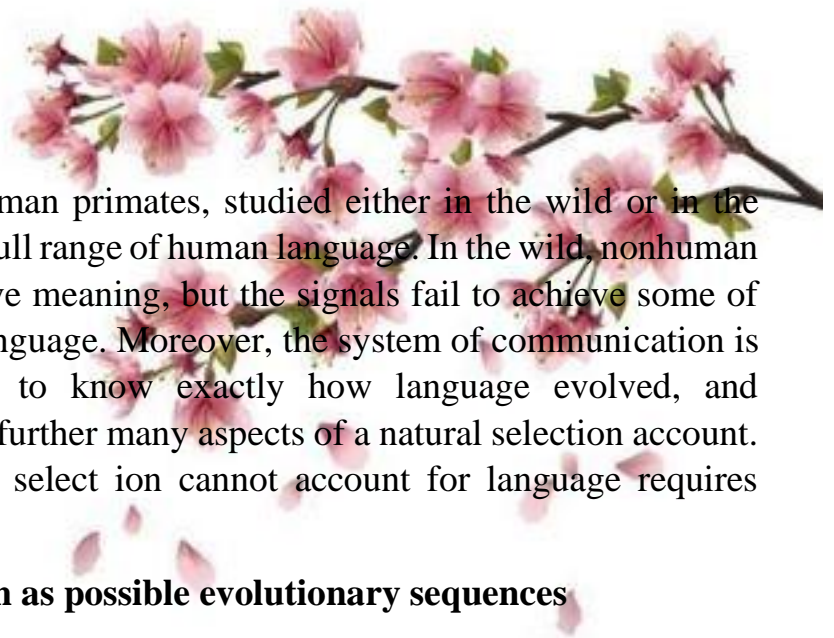 man primates, studied either in the wild or in the
ull range of human language. In the wild, nonhuman
ve meaning, but the signals fail to achieve some of
nguage. Moreover, the system of communication is
to know exactly how language evolved, and
further many aspects of a natural selection account.
select ion cannot account for language requires
n as possible evolutionary sequences